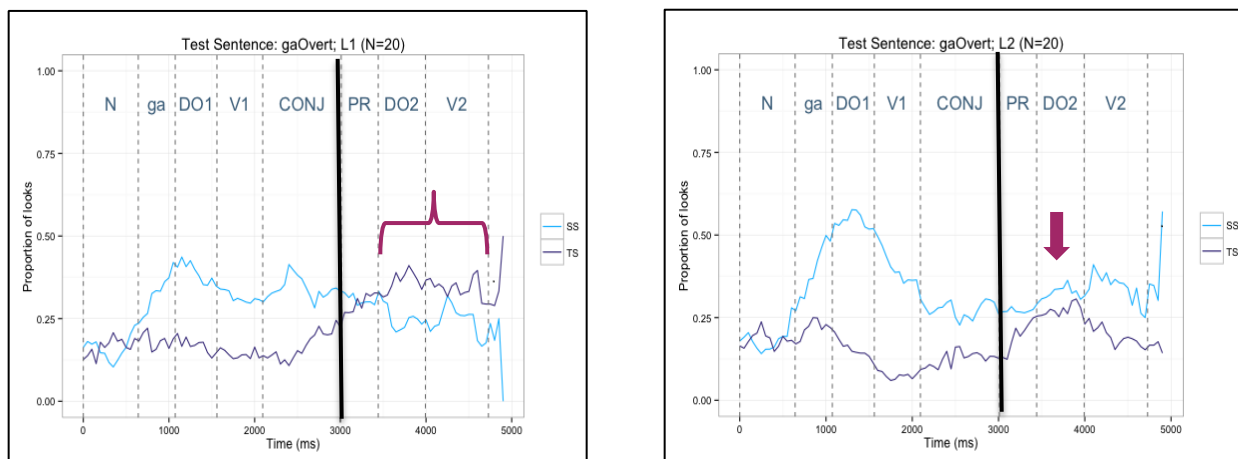 Test Sentence: gaOvert; L1 (N=20)
1.00
0.75
0.50
0.25
0.00
N ga DO1 V1 CONJ PR DO2 V2
Proportion of looks
SS
TS
0 1000 2000 3000 4000 5000
Time (ms)
Test Sentence: gaOvert; L2 (N=20)
1.00
0.75
0.50
0.25
0.00
N ga DO1 V1 CONJ PR DO2 V2
Proportion of looks
SS
TS
0 1000 2000 3000 4000 5000
Time (ms)